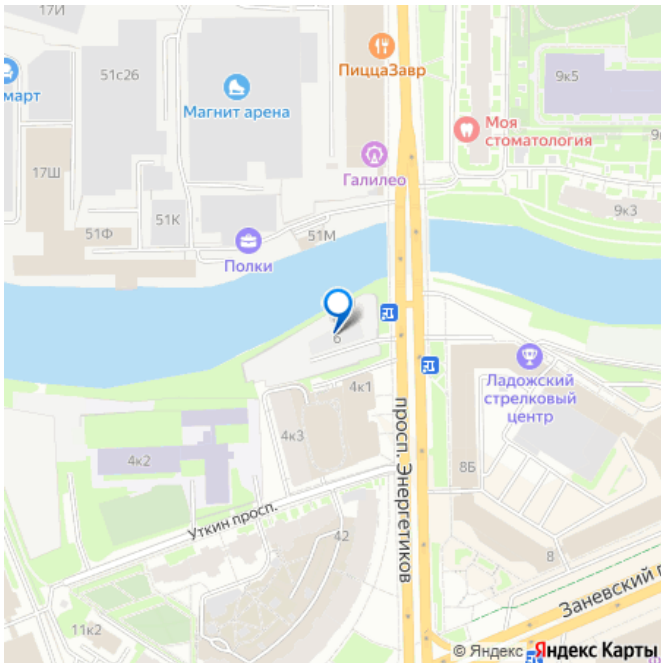 17И
51с26
ПиццаЗавр
9к5
март
Магнит арена
Моя
стоматология
17Ш
Галилео
51К
9к3
51Ф
51М
Полки
6
4к1
Ладожский
стрелковый
центр
4к3
4к2
просп. Энергетиков
8Б
Уткин просп.
42
8
Заневский п
11к2
© Яндекс Яндекс Карты